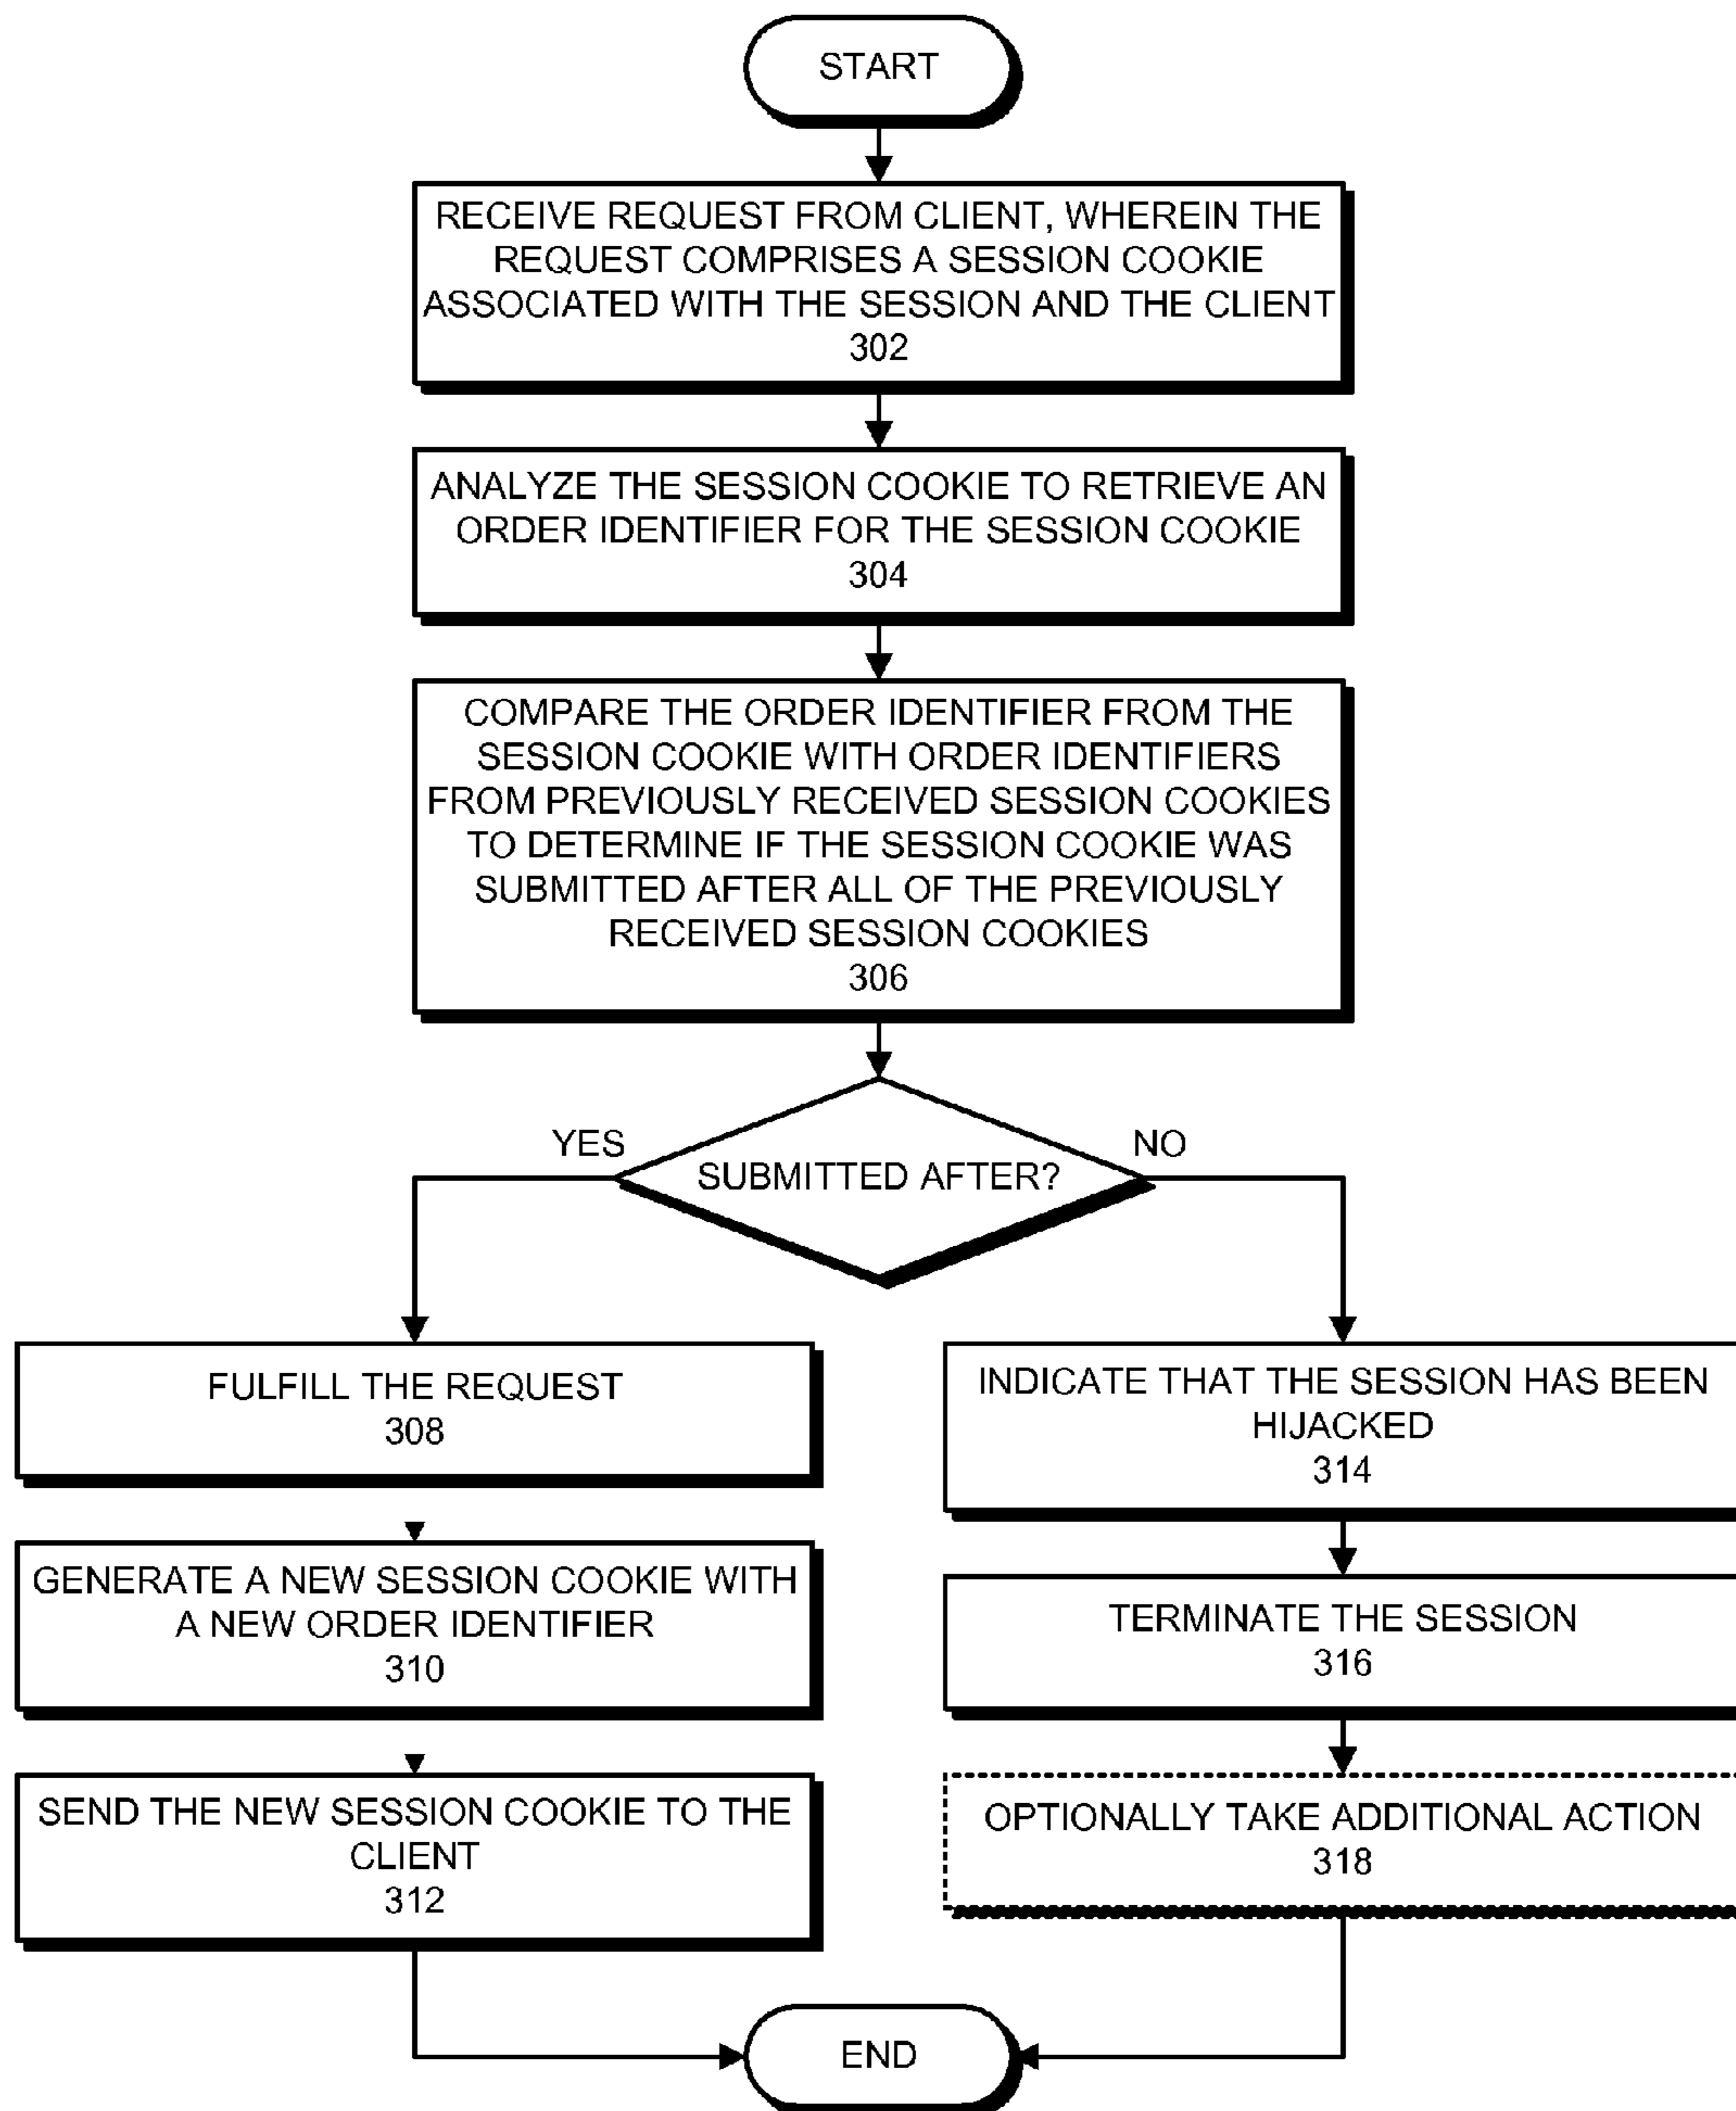 START
RECEIVE REQUEST FROM CLIENT, WHEREIN THE
REQUEST COMPRISES A SESSION COOKIE
ASSOCIATED WITH THE SESSION AND THE CLIENT
302
ANALYZE THE SESSION COOKIE TO RETRIEVE AN
ORDER IDENTIFIER FOR THE SESSION COOKIE
304
COMPARE THE ORDER IDENTIFIER FROM THE
SESSION COOKIE WITH ORDER IDENTIFIERS
FROM PREVIOUSLY RECEIVED SESSION COOKIES
TO DETERMINE IF THE SESSION COOKIE WAS
SUBMITTED AFTER ALL OF THE PREVIOUSLY
RECEIVED SESSION COOKIES
306
YES
NO
SUBMITTED AFTER?
FULFILL THE REQUEST
308
GENERATE A NEW SESSION COOKIE WITH
A NEW ORDER IDENTIFIER
310
SEND THE NEW SESSION COOKIE TO THE
CLIENT
312
INDICATE THAT THE SESSION HAS BEEN
HIJACKED
314
TERMINATE THE SESSION
316
OPTIONALLY TAKE ADDITIONAL ACTION
318
END